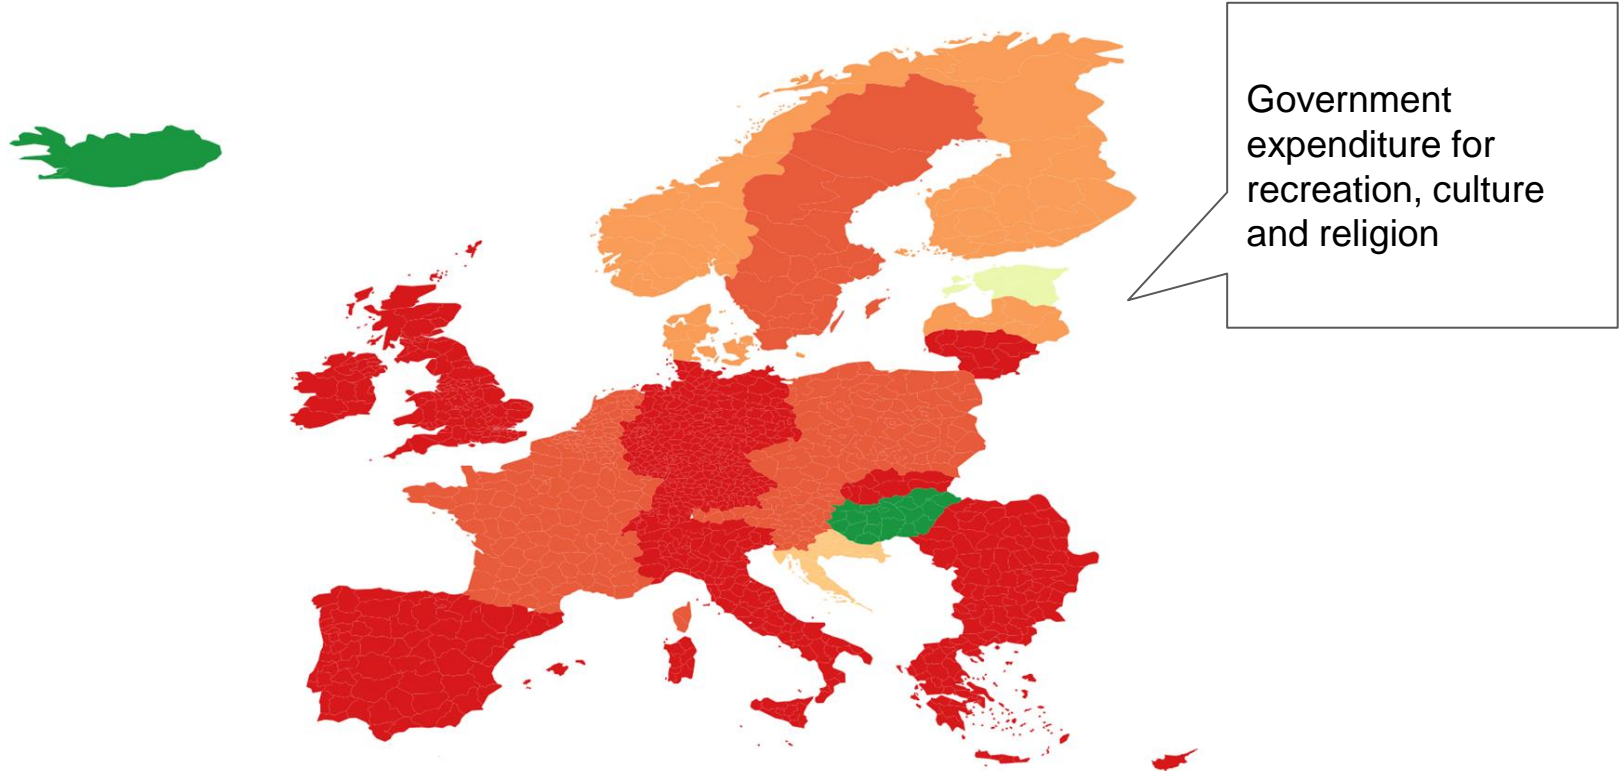 Government
expenditure for
recreation, culture
and religion